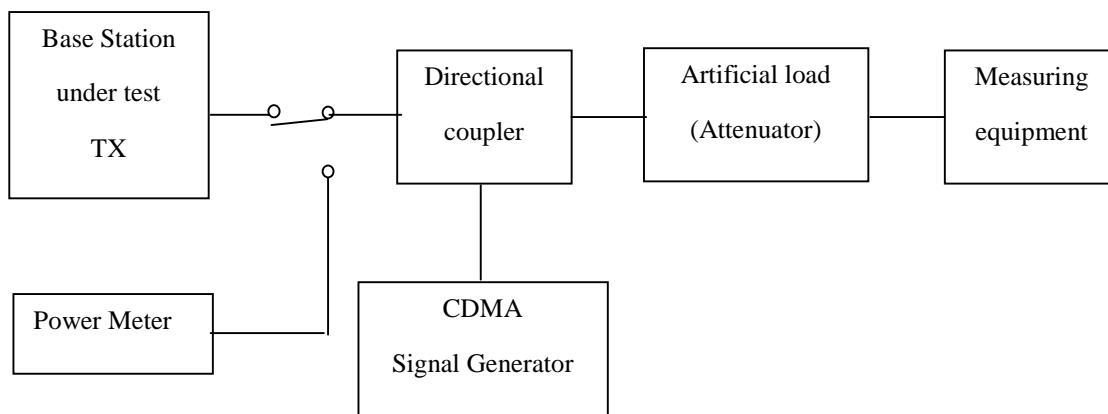 Base Station
under test
TX
Directional
coupler
Artificial load
(Attenuator)
Measuring
equipment
Power Meter
CDMA
Signal Generator